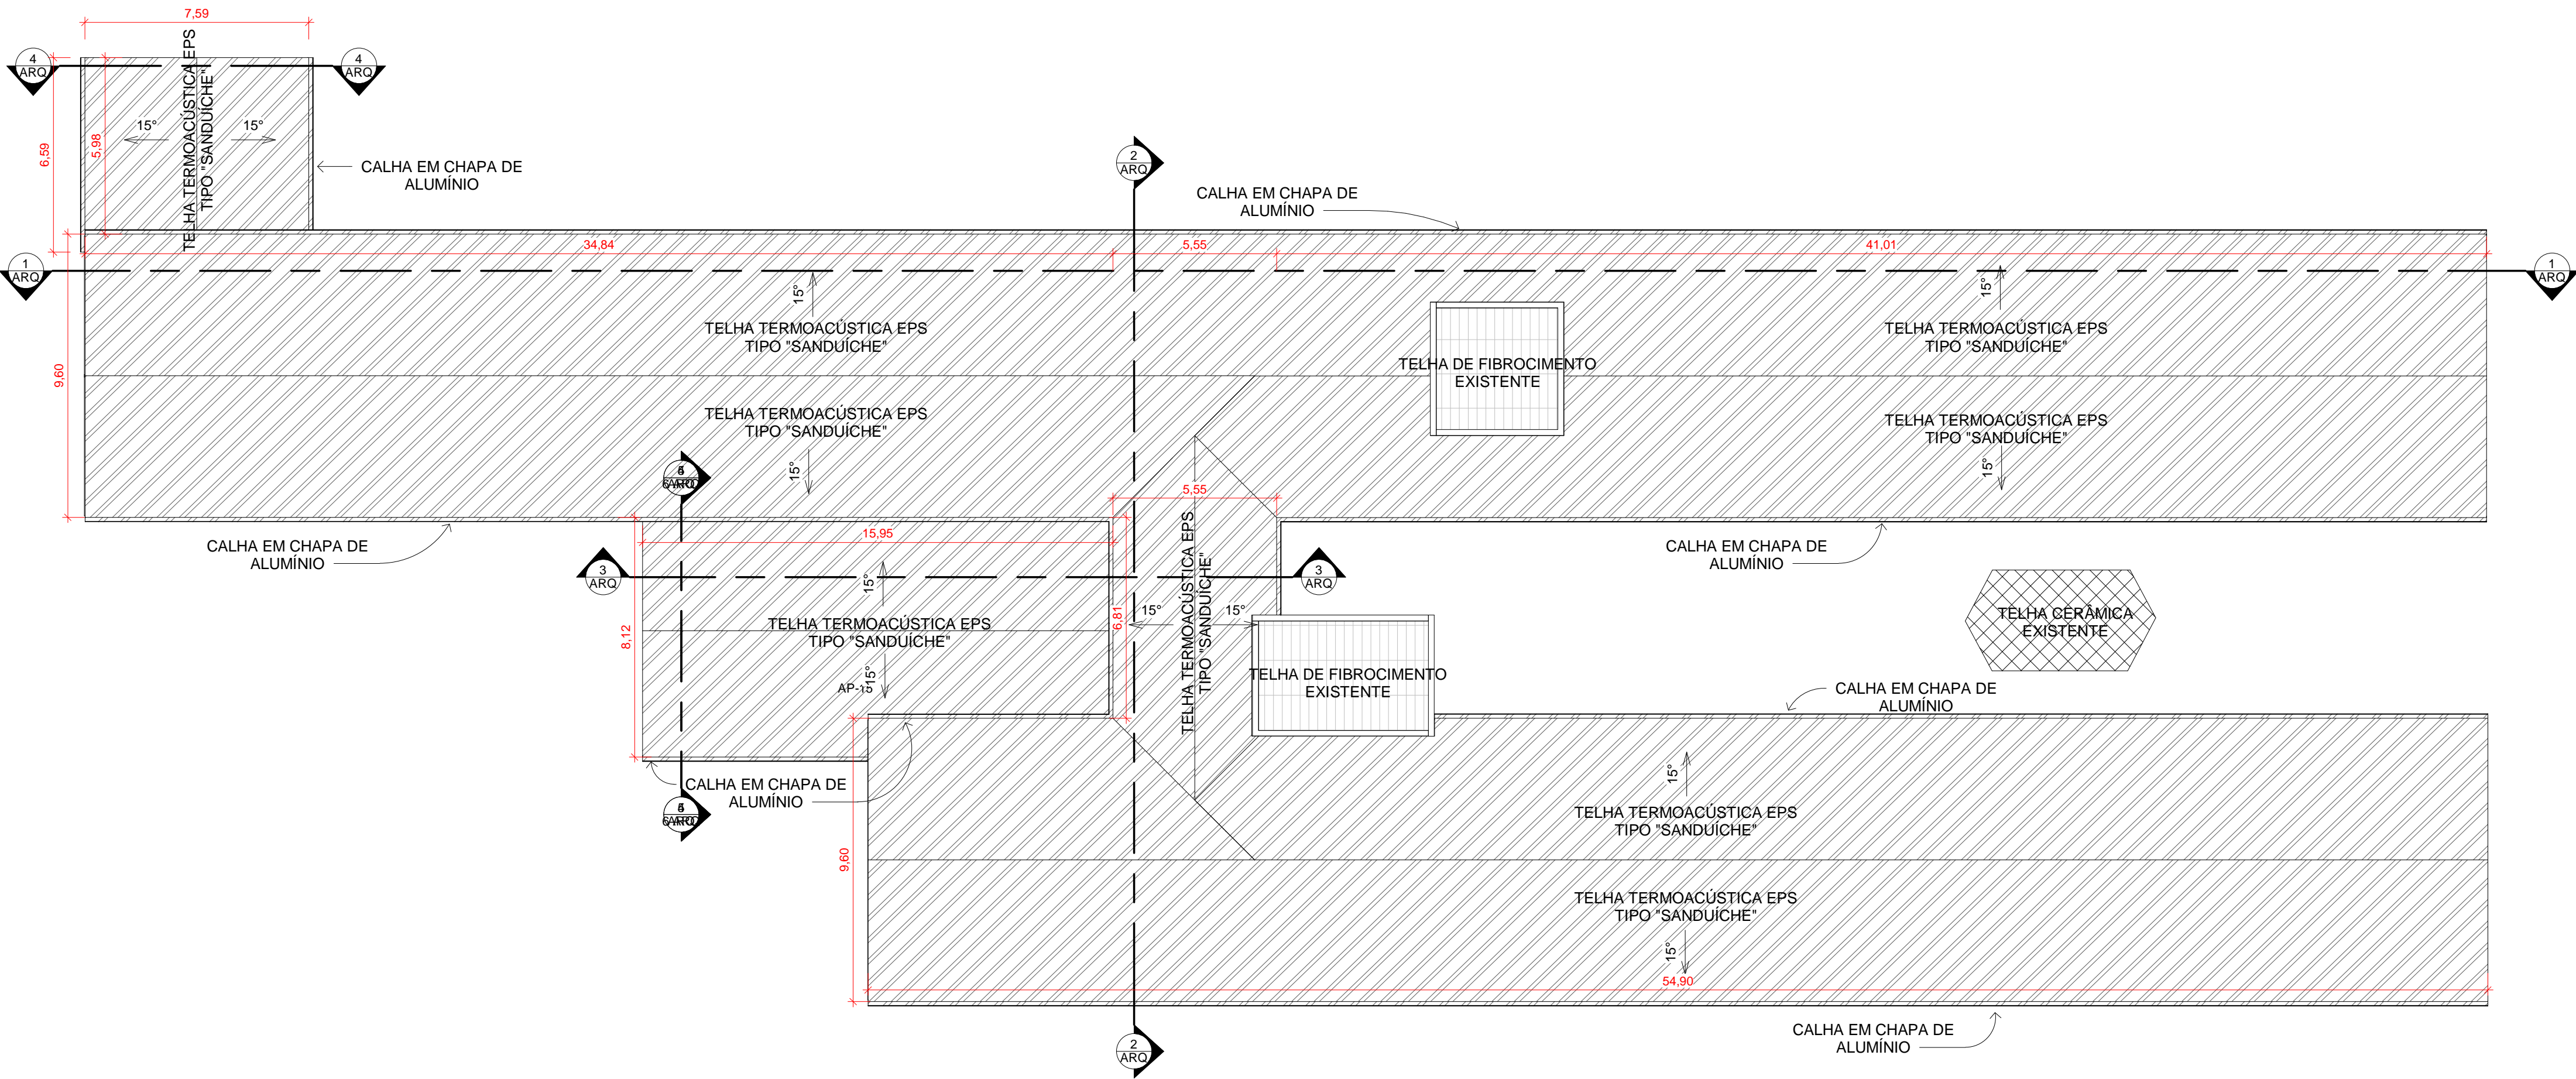 7,59
4
ARQ
4
ARQ
TELHA TERMOACÚSTICA EPS
TIPO "SANDUÍCHE"
15°
15°
6,59
5,98
CALHA EM CHAPA DE
ALUMÍNIO
2
ARQ
CALHA EM CHAPA DE
ALUMÍNIO
34,84
5,55
41,01
1
ARQ
1
ARQ
15°
15°
TELHA TERMOACÚSTICA EPS
TIPO "SANDUÍCHE"
TELHA TERMOACÚSTICA EPS
TIPO "SANDUÍCHE"
9,60
TELHA DE FIBROCIMENTO
EXISTENTE
TELHA TERMOACÚSTICA EPS
TIPO "SANDUÍCHE"
TELHA TERMOACÚSTICA EPS
TIPO "SANDUÍCHE"
15°
15°
5,55
15,95
CALHA EM CHAPA DE
ALUMÍNIO
CALHA EM CHAPA DE
ALUMÍNIO
3
ARQ
3
ARQ
15°
TELHA TERMOACÚSTICA EPS
TIPO "SANDUÍCHE"
8,12
6,81
15°
15°
TELHA TERMOACÚSTICA EPS
TIPO "SANDUÍCHE"
TELHA CERÂMICA
EXISTENTE
15°
AP-15
TELHA DE FIBROCIMENTO
EXISTENTE
CALHA EM CHAPA DE
ALUMÍNIO
CALHA EM CHAPA DE
ALUMÍNIO
15°
TELHA TERMOACÚSTICA EPS
TIPO "SANDUÍCHE"
9,60
TELHA TERMOACÚSTICA EPS
TIPO "SANDUÍCHE"
15°
54,90
2
ARQ
CALHA EM CHAPA DE
ALUMÍNIO